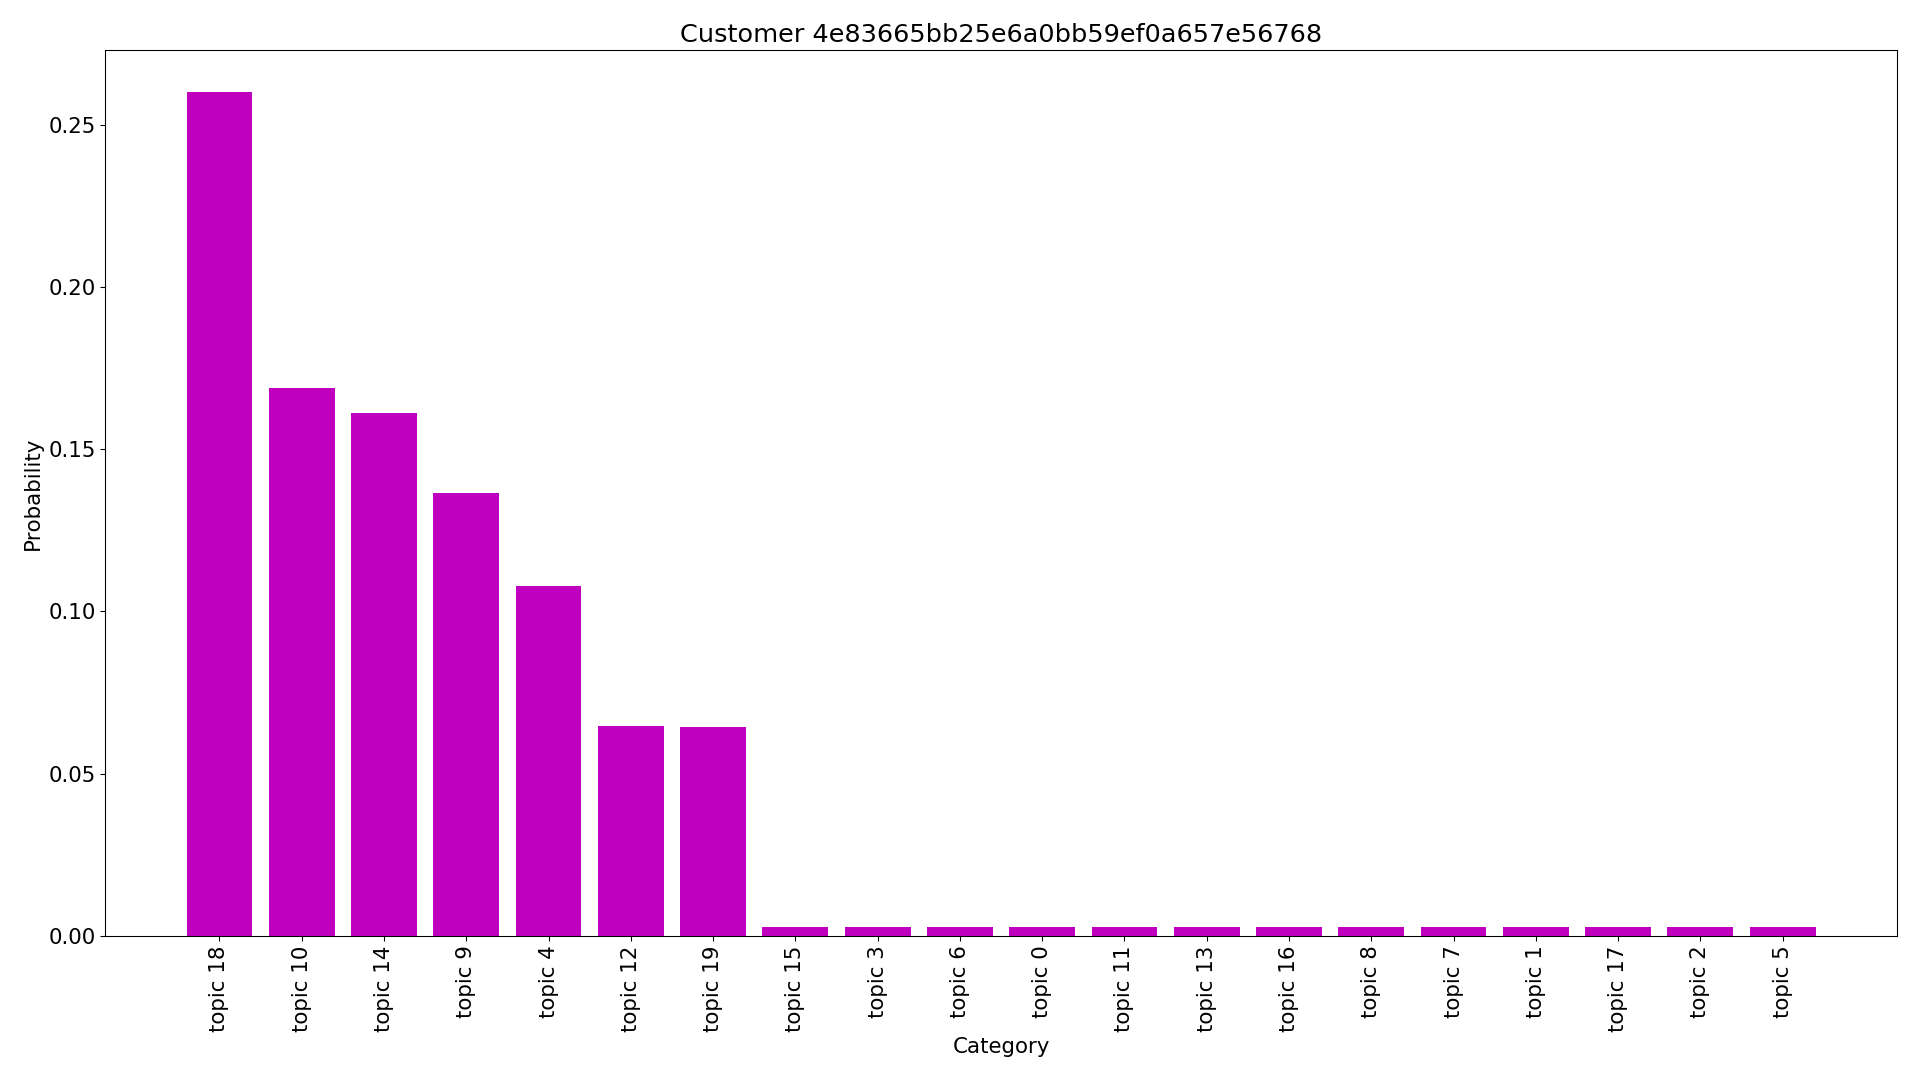 Customer 4e83665bb25e6a0bb59ef0a657e56768
Probability
0.25
0.20
0.15
0.10
0.05
0.00
topic 18
topic 10
topic 14
topic 9
topic 4
topic 12
topic 19
topic 15
topic 3
topic 6
topic 0
topic 11
topic 13
topic 16
topic 8
topic 7
topic 1
topic 17
topic 2
topic 5
Category